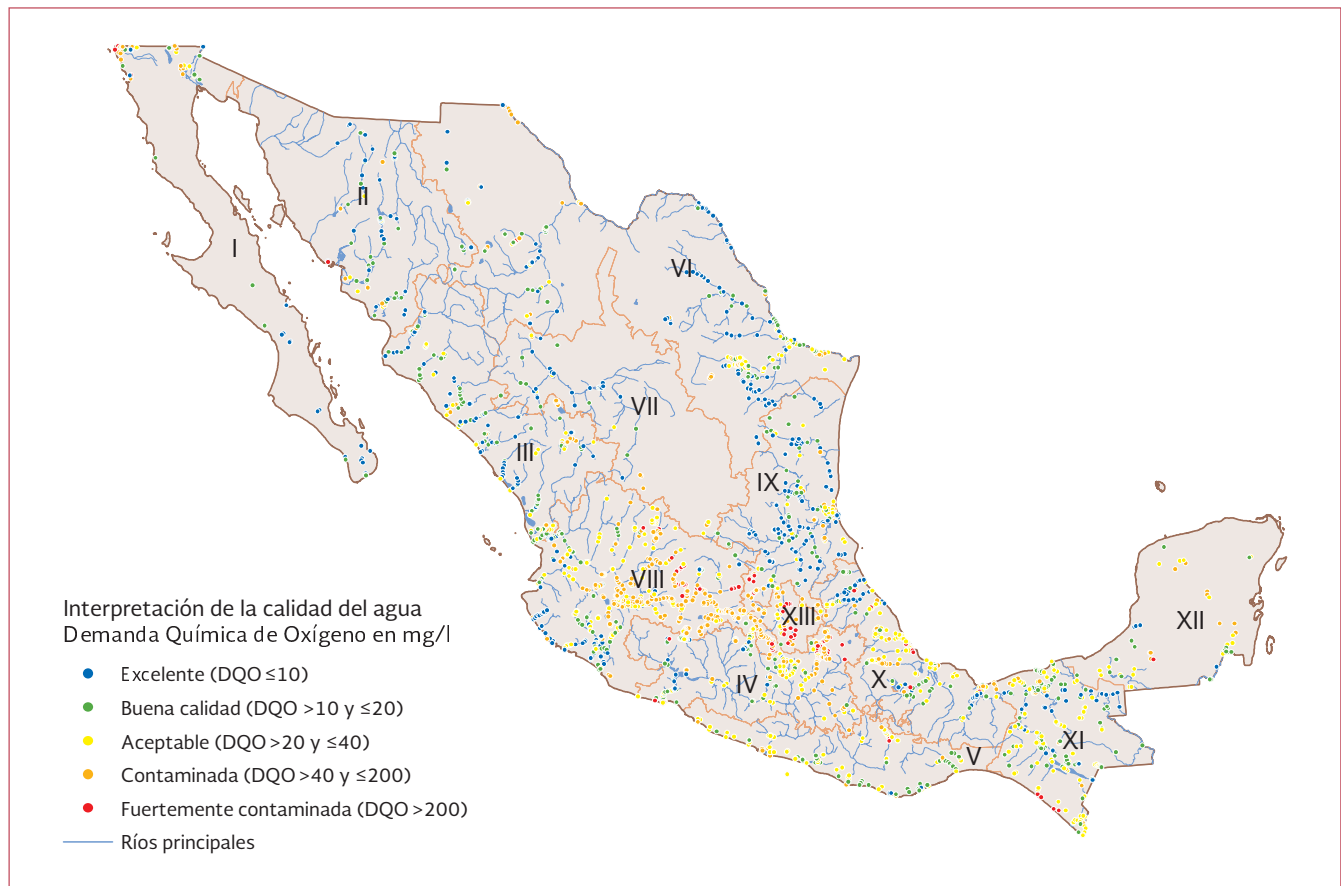 I
II
VI
VII
III
IX
VIII
XIII
XII
IV
X
XI
V
Interpretación de la calidad del agua
Demanda Química de Oxígeno en mg/l
Excelente (DQO ≤10)
Buena calidad (DQO >10 y ≤20)
Aceptable (DQO >20 y ≤40)
Contaminada (DQO >40 y ≤200)
Fuertemente contaminada (DQO >200)
Ríos principales